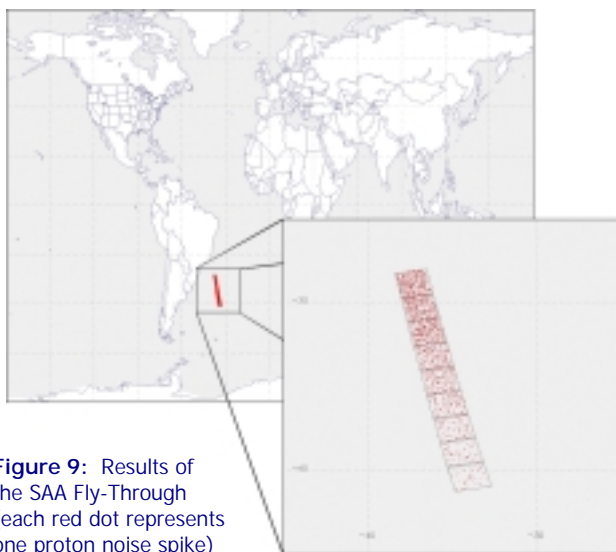 Figure 9: Results of
the SAA Fly-Through
each red dot represents
one proton noise spike)